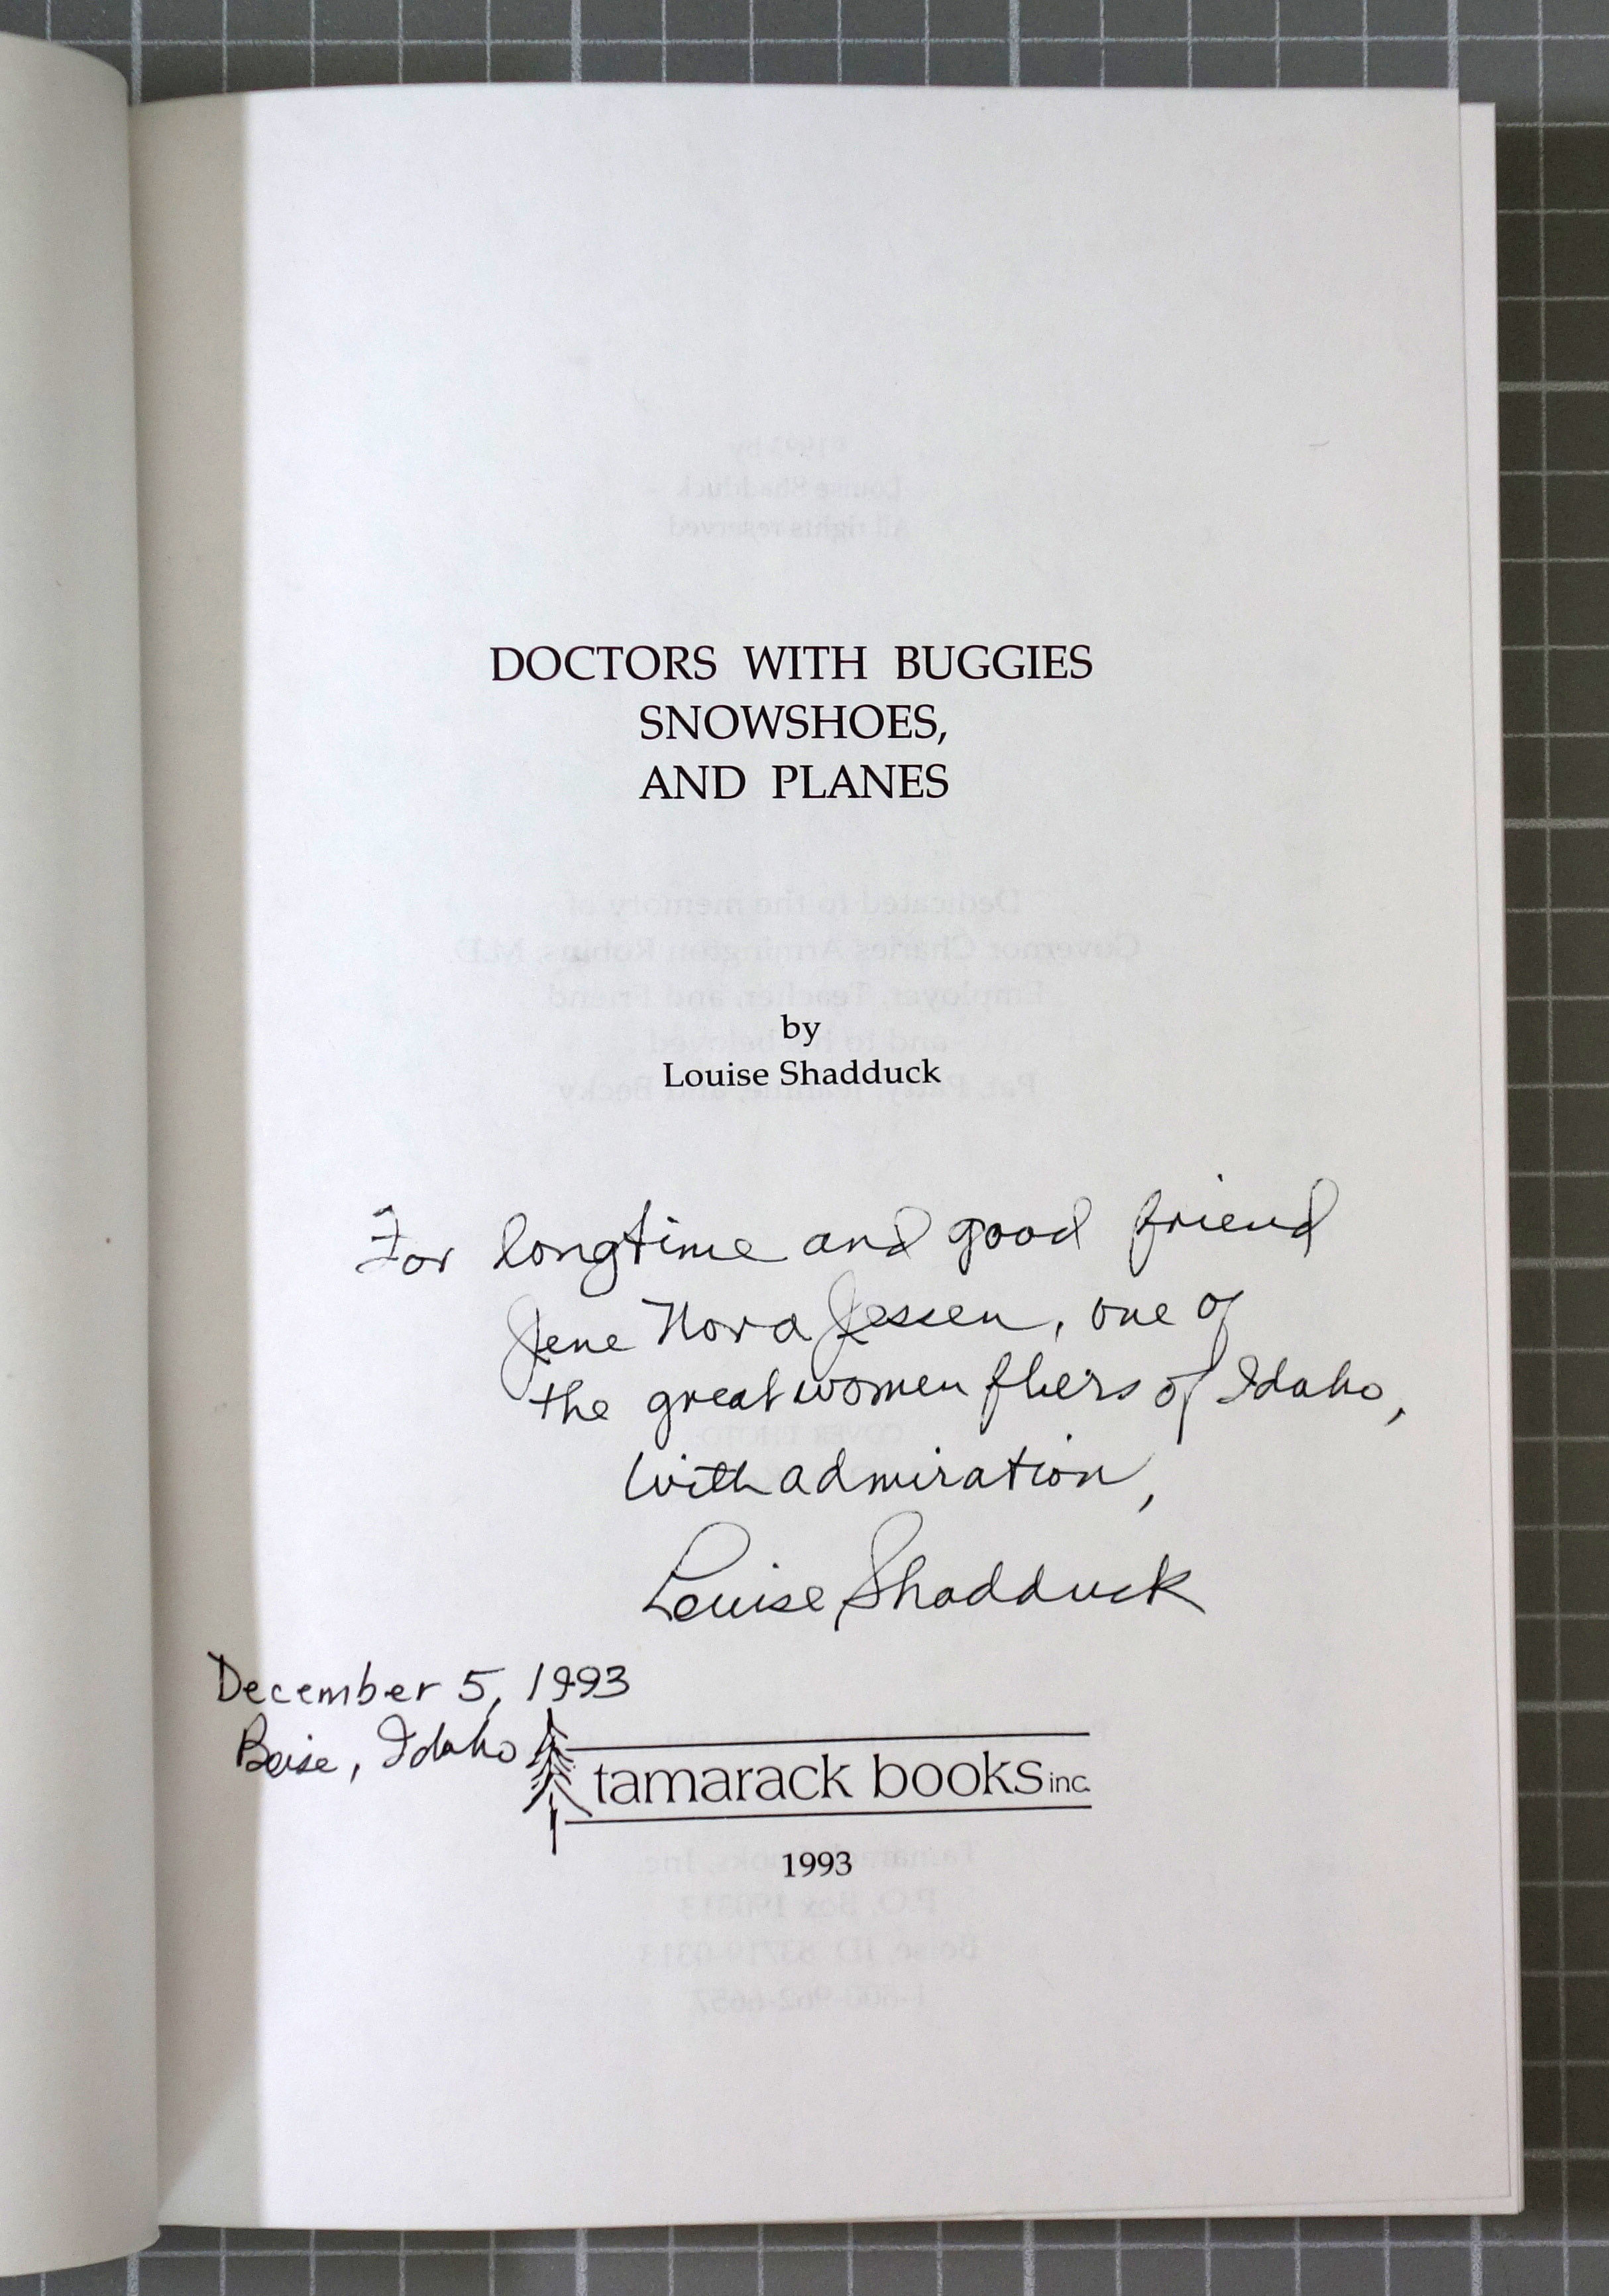 DOCTORS WITH BUGGIES
SNOWSHOES,
AND PLANES
by
Louise Shadduck
For longtime and good friend
Jene Nora Jessen, one of
the great women fliers of Idaho,
with admiration,
Louise Shadduck
December 5, 1993
Boise, Idaho
tamarack books inc.
1993